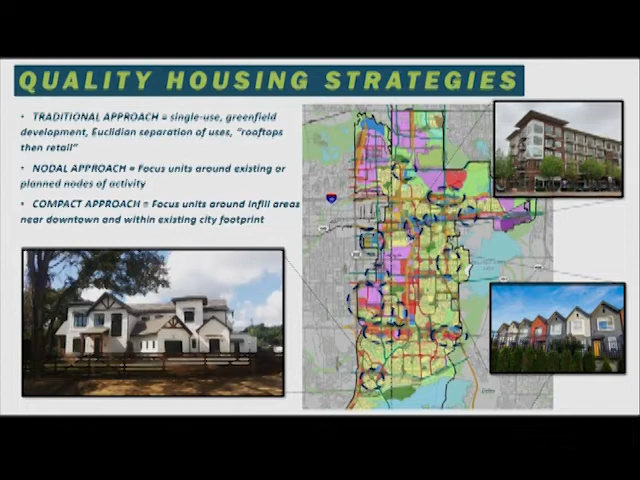 QUALITY HOUSING STRATEGIES
• TRADITIONAL APPROACH = single-use, greenfield
development, Euclidian separation of uses, "rooftops
then retail"
• NODAL APPROACH = Focus units around existing or
planned nodes of activity
• COMPACT APPROACH = Focus units around infill areas
near downtown and within existing city footprint